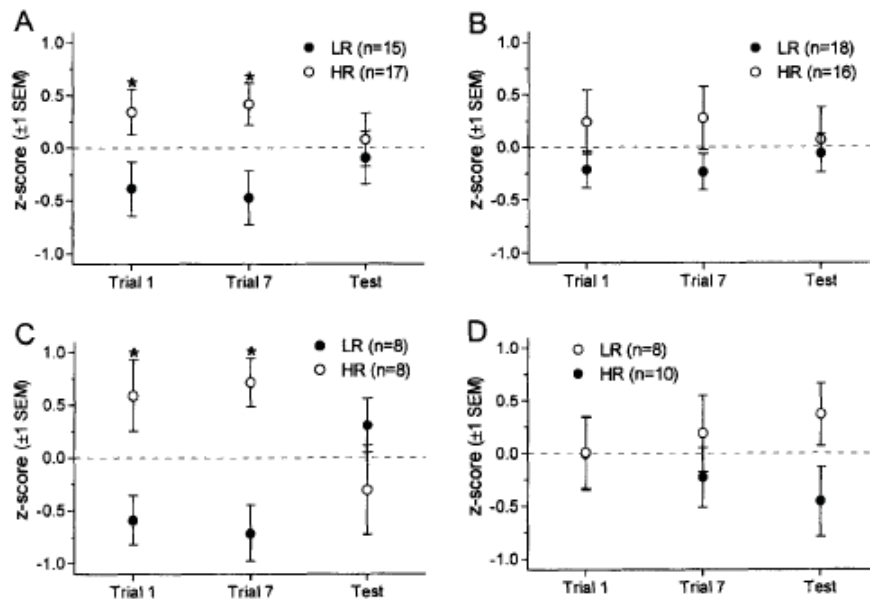 A
1.0
0.5
0.0
-0.5
-1.0
z-score (±1 SEM)
LR (n=15)
HR (n=17)
* *
Trial 1 Trial 7 Test
B
1.0
0.5
0.0
-0.5
-1.0
z-score (±1 SEM)
LR (n=18)
HR (n=16)
Trial 1 Trial 7 Test
C
1.0
0.5
0.0
-0.5
-1.0
z-score (±1 SEM)
LR (n=8)
HR (n=8)
* *
Trial 1 Trial 7 Test
D
1.0
0.5
0.0
-0.5
-1.0
z-score (±1 SEM)
LR (n=8)
HR (n=10)
Trial 1 Trial 7 Test